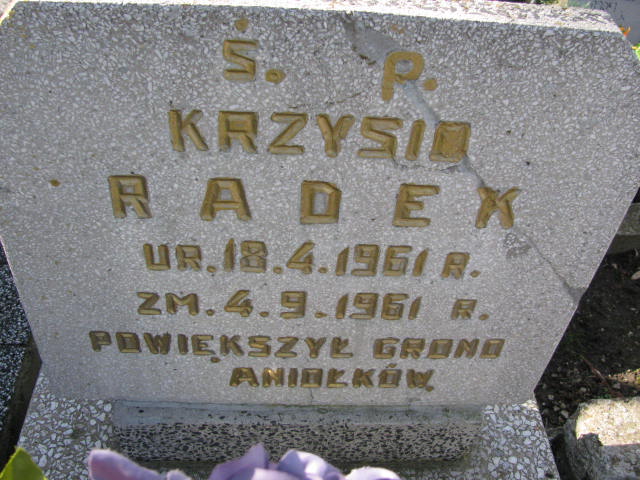 Ś. P.
KRZYSIO
RADEK
UR. 18.4.1961 R.
ZM. 4.9.1961 R.
POWIĘKSZYŁ GRONO
ANIOŁKÓW.